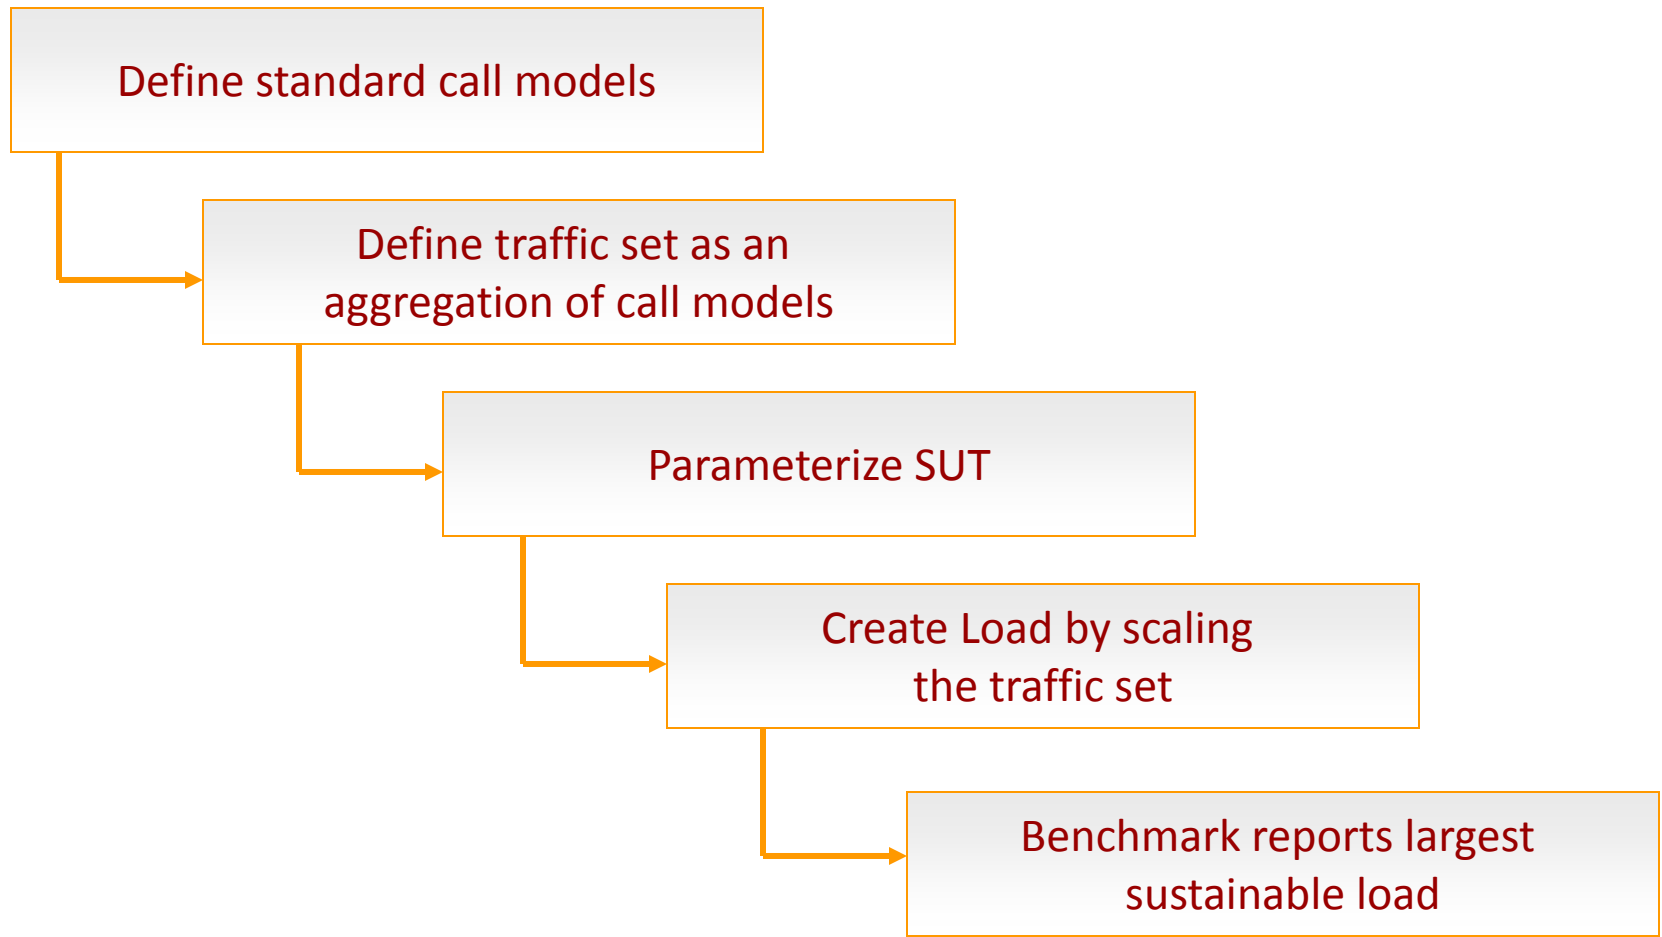 Define standard call models
Define traffic set as an
aggregation of call models
Parameterize SUT
Create Load by scaling
the traffic set
Benchmark reports largest
sustainable load